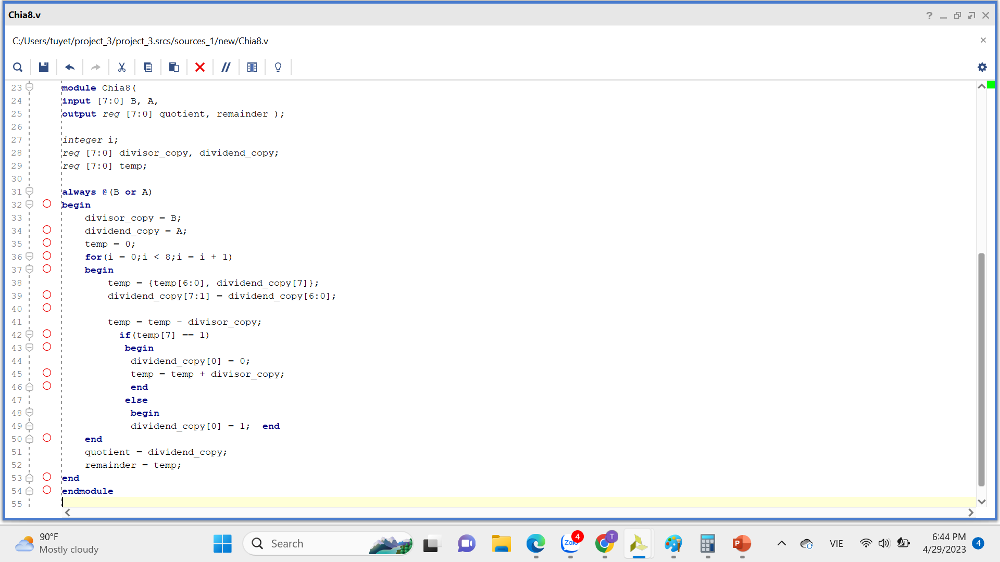 Chia8.v
C:/Users/tuyet/project_3/project_3.srcs/sources_1/new/Chia8.v
23 module Chia8(
24 input [7:0] B, A,
25 output reg [7:0] quotient, remainder );
26
27 integer i;
28 reg [7:0] divisor_copy, dividend_copy;
29 reg [7:0] temp;
30
31 always @(B or A)
32 begin
33 divisor_copy = B;
34 dividend_copy = A;
35 temp = 0;
36 for(i = 0;i < 8;i = i + 1)
37 begin
38 temp = {temp[6:0], dividend_copy[7]};
39 dividend_copy[7:1] = dividend_copy[6:0];
40
41 temp = temp - divisor_copy;
42 if(temp[7] == 1)
43 begin
44 dividend_copy[0] = 0;
45 temp = temp + divisor_copy;
46 end
47 else
48 begin
49 dividend_copy[0] = 1; end
50 end
51 quotient = dividend_copy;
52 remainder = temp;
53 end
54 endmodule
55
90°F
Mostly cloudy
Search
Zalo
4
T
P
VIE
6:44 PM
4/29/2023
4